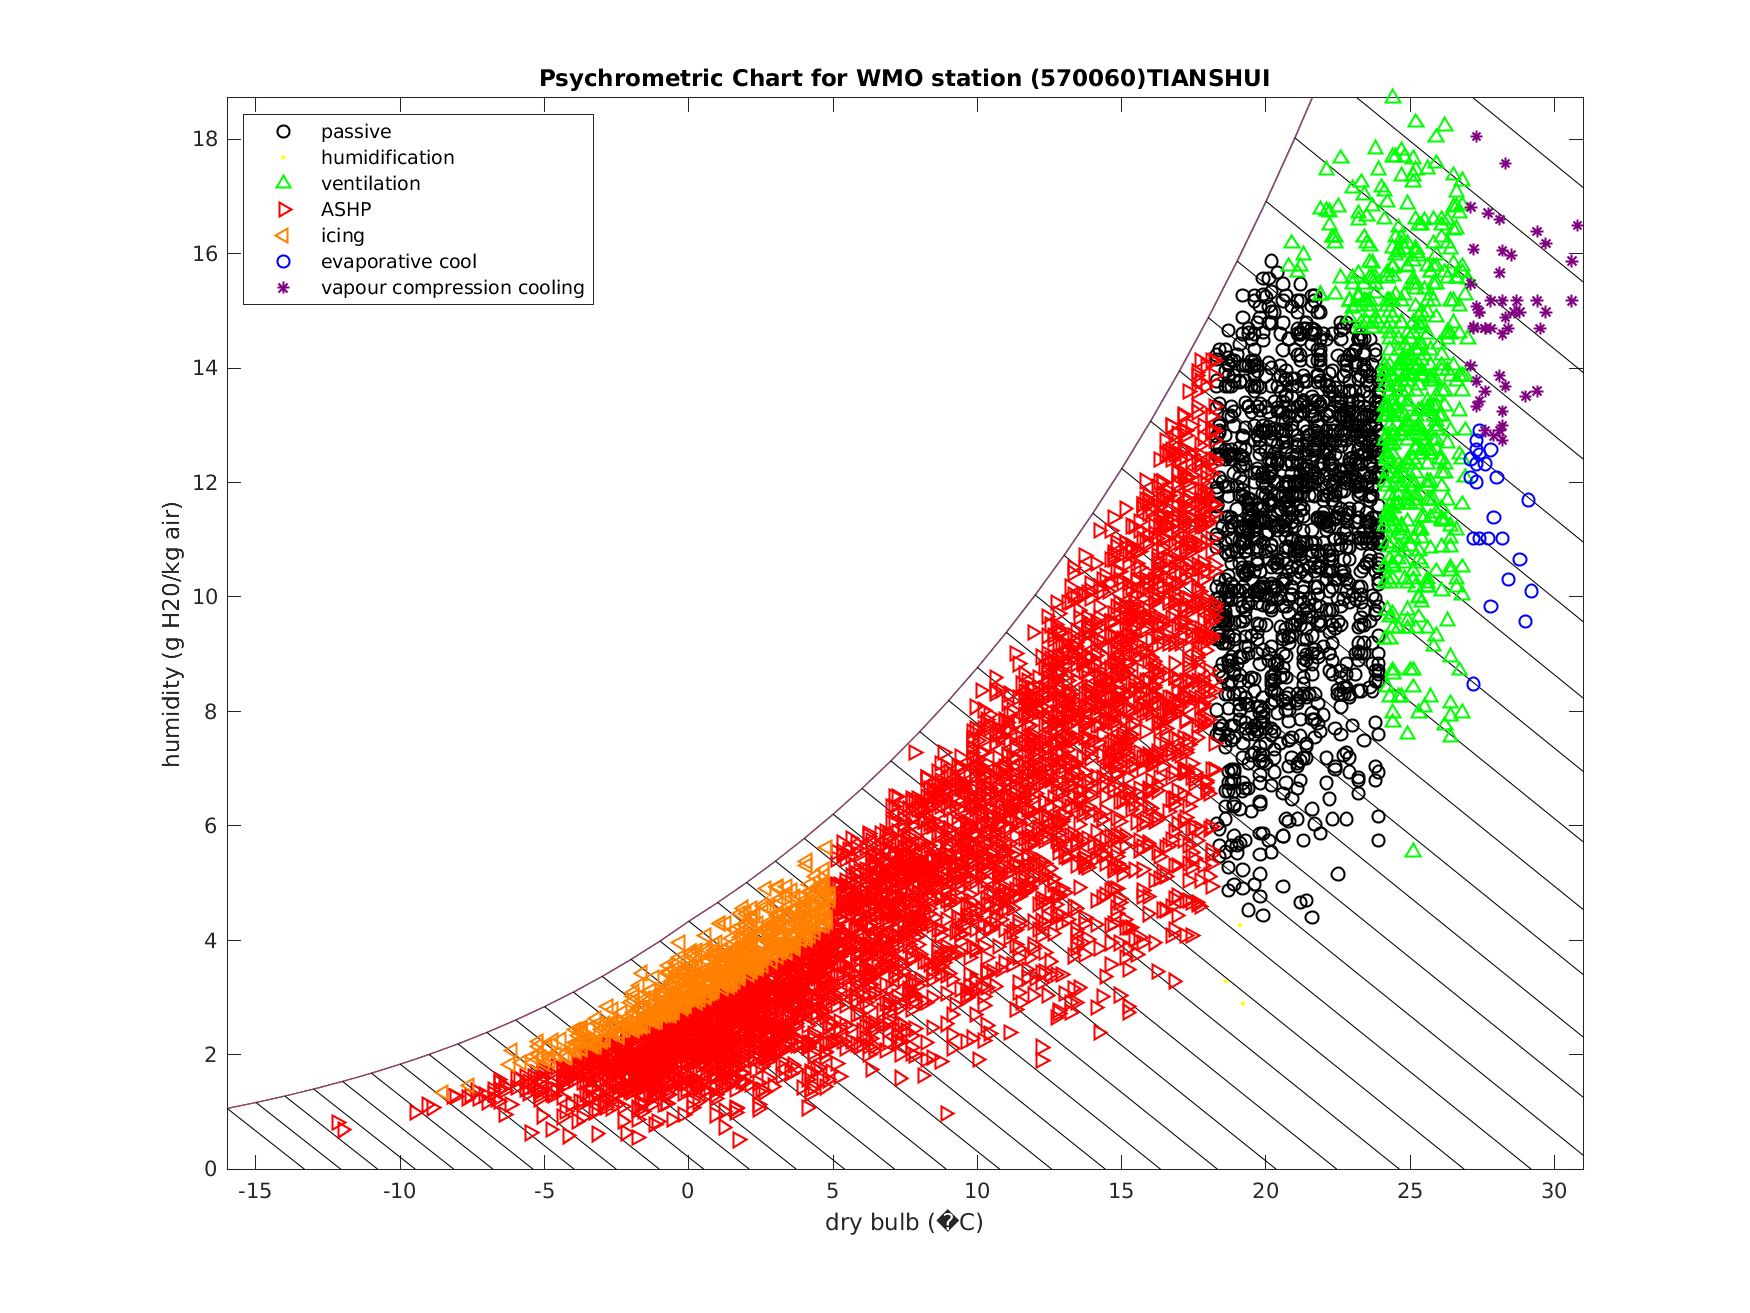 Psychrometric Chart for WMO station (570060)TIANSHUI
passive
humidification
ventilation
ASHP
icing
evaporative cool
vapour compression cooling
humidity (g H20/kg air)
18
16
14
12
10
8
6
4
2
0
-15 -10 -5 0 5 10 15 20 25 30
dry bulb (�C)